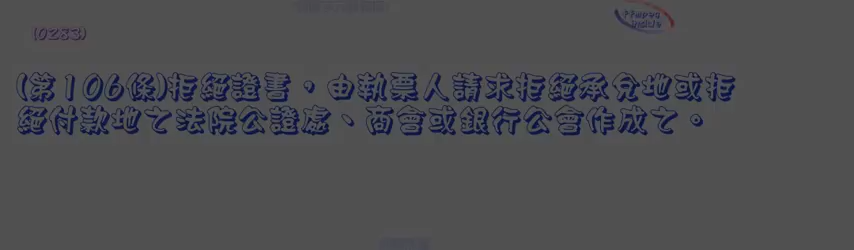 (0283)
(第106條)拒絕證書，由執票人請求拒絕承兌地或拒
絕付款地之法院公證處、商會或銀行公會作成之。